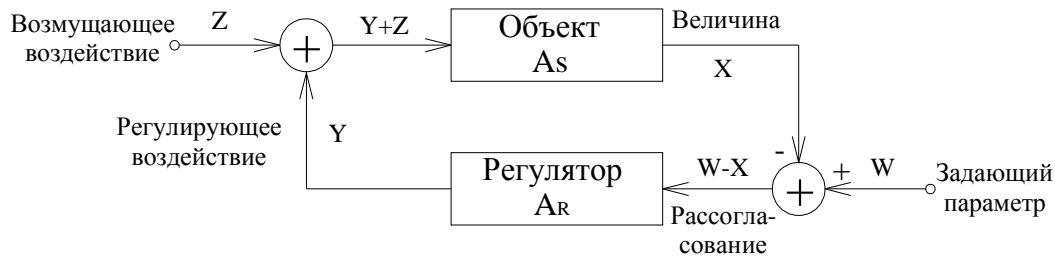 Возмущающее
воздействие
Z
+
Y+Z
Объект
As
Величина
X
Регулирующее
воздействие
Y
Регулятор
AR
W-X
Рассогла-
сование
-
+
+
W
Задающий
параметр